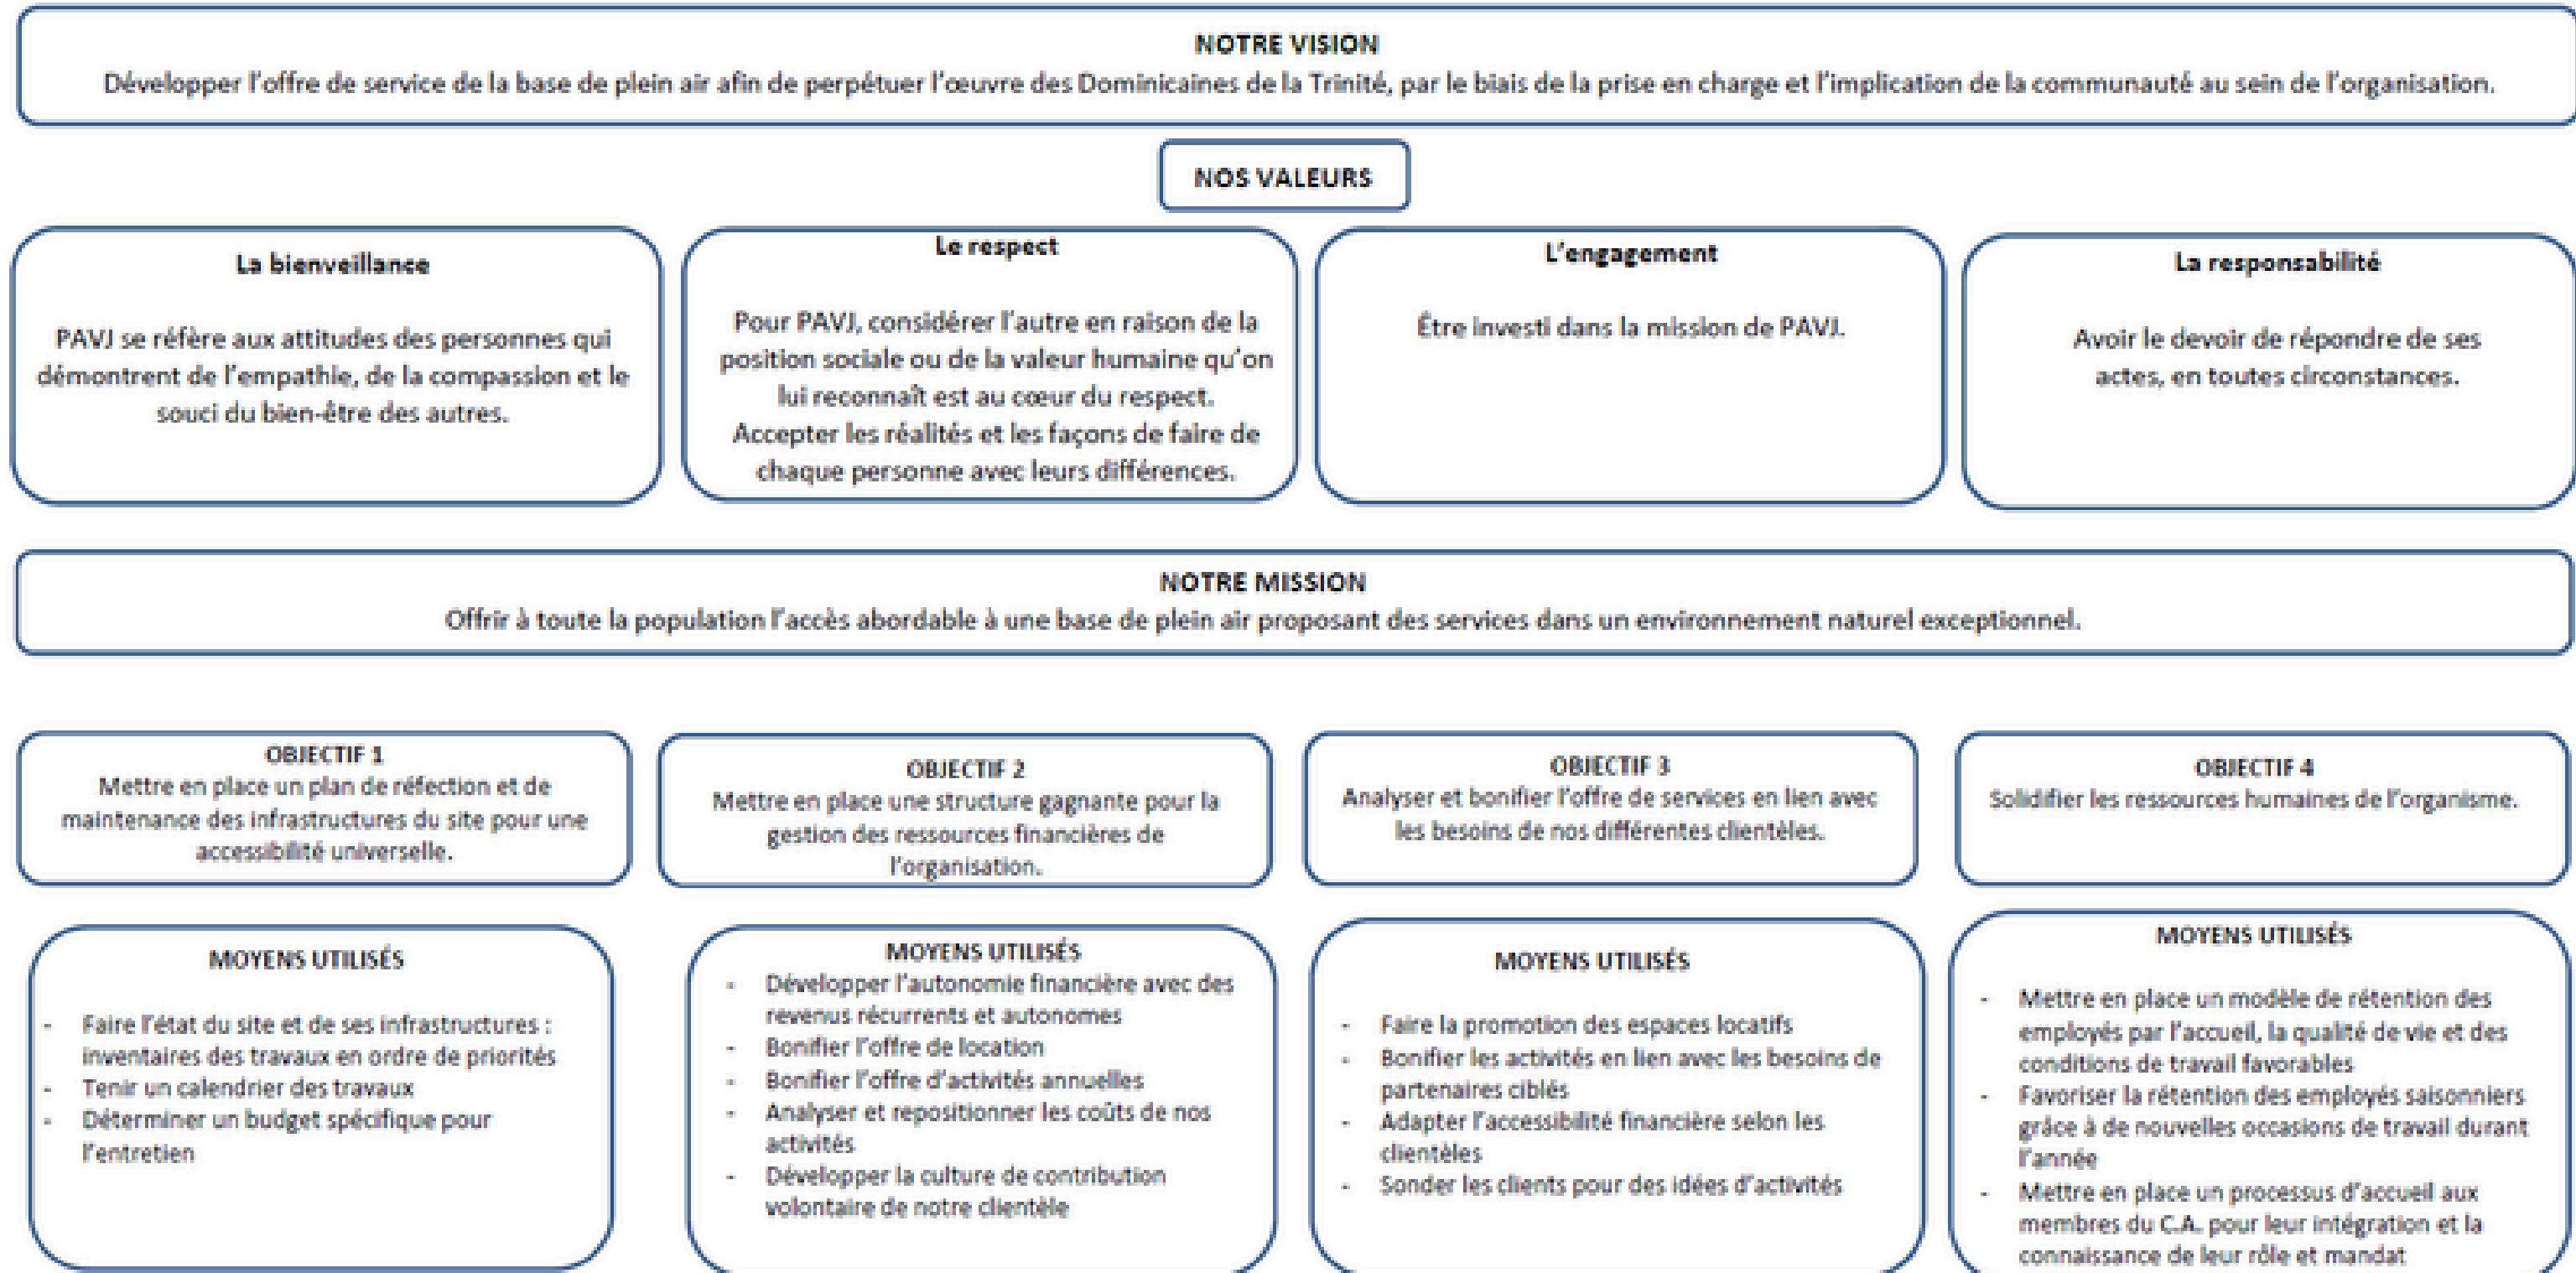 NOTRE VISION
Développer l'offre de service de la base de plein air afin de perpétuer l'œuvre des Dominicaines de la Trinité, par le biais de la prise en charge et l'implication de la communauté au sein de l'organisation.
NOS VALEURS
La bienveillance
PAVJ se réfère aux attitudes des personnes qui
démontrent de l'empathie, de la compassion et le
souci du bien-être des autres.
Le respect
Pour PAVJ, considérer l'autre en raison de la
position sociale ou de la valeur humaine qu'on
lui reconnaît est au cœur du respect.
Accepter les réalités et les façons de faire de
chaque personne avec leurs différences.
L'engagement
Être investi dans la mission de PAVJ.
La responsabilité
Avoir le devoir de répondre de ses
actes, en toutes circonstances.
NOTRE MISSION
Offrir à toute la population l'accès abordable à une base de plein air proposant des services dans un environnement naturel exceptionnel.
OBJECTIF 1
Mettre en place un plan de réfection et de
maintenance des infrastructures du site pour une
accessibilité universelle.
OBJECTIF 2
Mettre en place une structure gagnante pour la
gestion des ressources financières de
l'organisation.
OBJECTIF 3
Analyser et bonifier l'offre de services en lien avec
les besoins de nos différentes clientèles.
OBJECTIF 4
Solidifier les ressources humaines de l'organisme.
MOYENS UTILISÉS
- Faire l'état du site et de ses infrastructures :
inventaires des travaux en ordre de priorités
- Tenir un calendrier des travaux
- Déterminer un budget spécifique pour
l'entretien
MOYENS UTILISÉS
- Développer l'autonomie financière avec des
revenus récurrents et autonomes
- Bonifier l'offre de location
- Bonifier l'offre d'activités annuelles
- Analyser et repositionner les coûts de nos
activités
- Développer la culture de contribution
volontaire de notre clientèle
MOYENS UTILISÉS
- Faire la promotion des espaces locatifs
- Bonifier les activités en lien avec les besoins de
partenaires ciblés
- Adapter l'accessibilité financière selon les
clientèles
- Sonder les clients pour des idées d'activités
MOYENS UTILISÉS
- Mettre en place un modèle de rétention des
employés par l'accueil, la qualité de vie et des
conditions de travail favorables
- Favoriser la rétention des employés saisonniers
grâce à de nouvelles occasions de travail durant
l'année
- Mettre en place un processus d'accueil aux
membres du C.A. pour leur intégration et la
connaissance de leur rôle et mandat